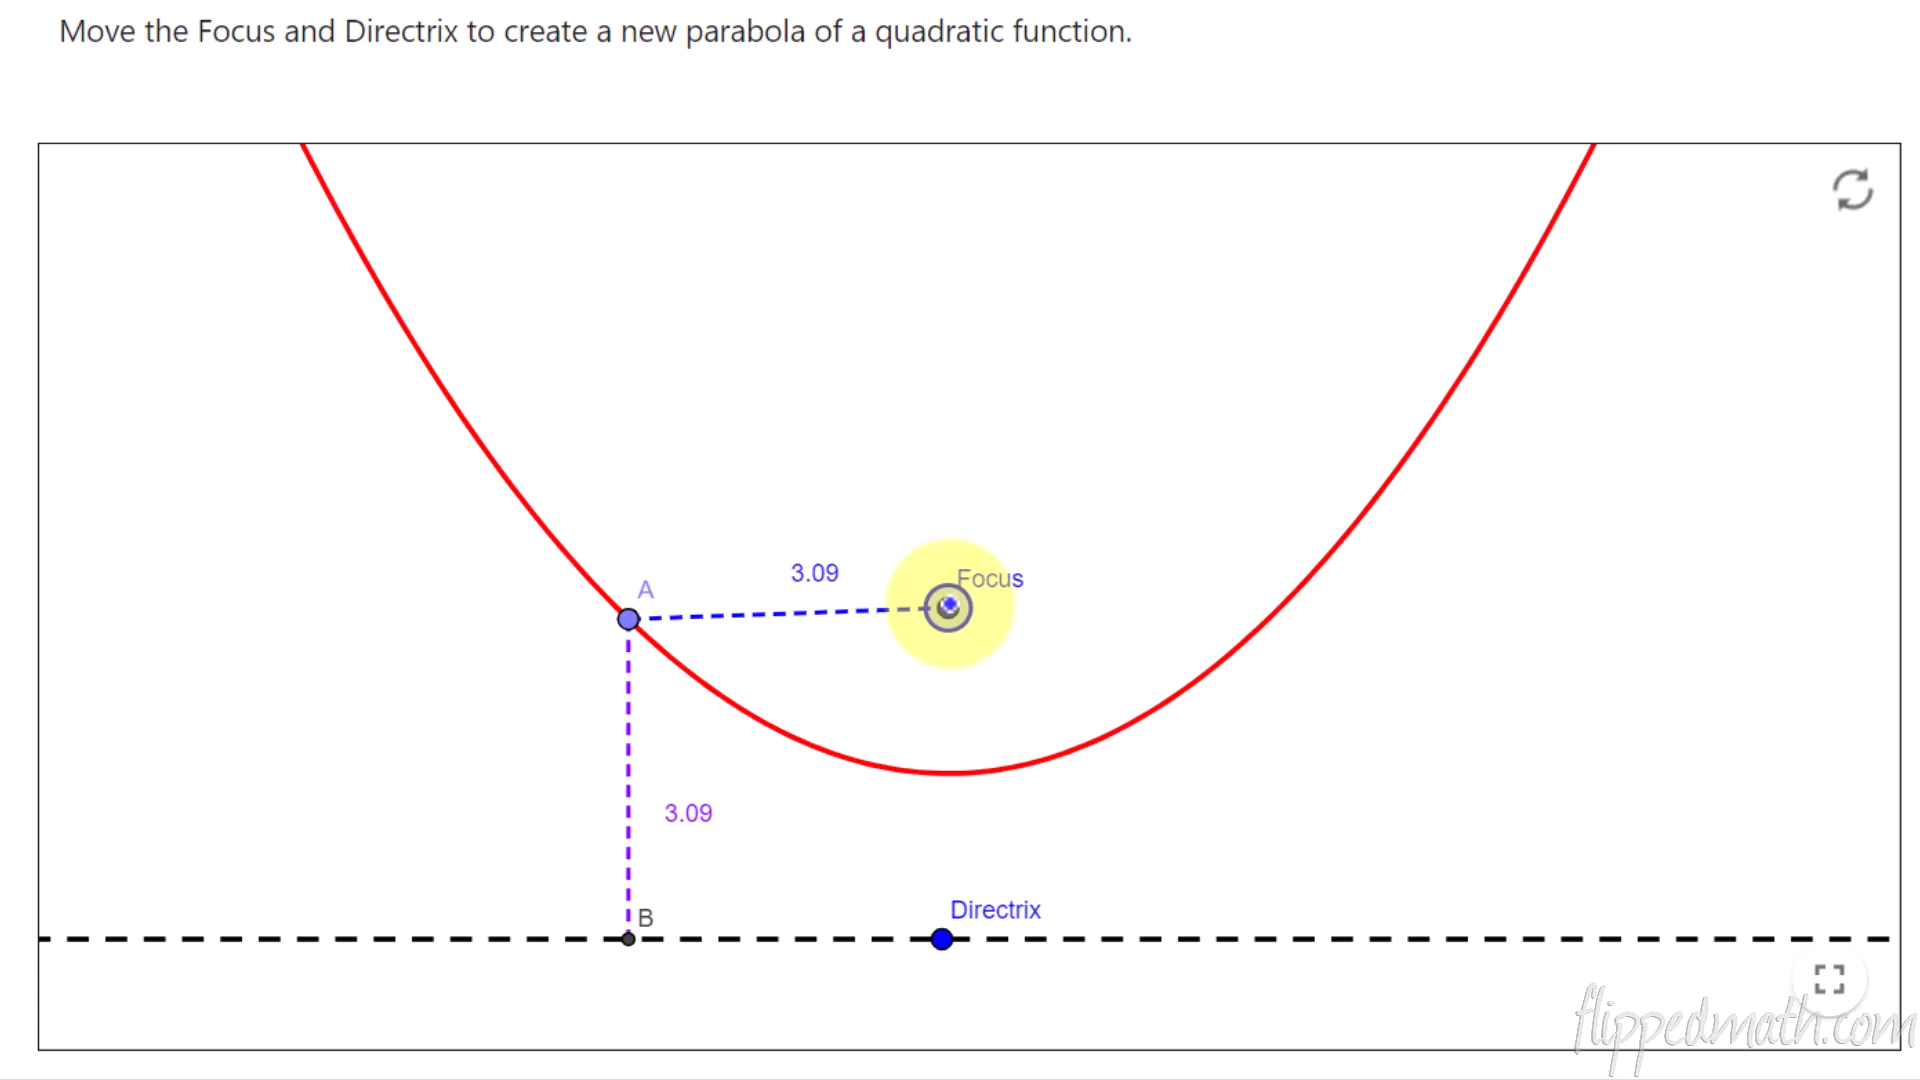 Move the Focus and Directrix to create a new parabola of a quadratic function.
3.09
Focus
A
3.09
B
Directrix
flippedmath.com